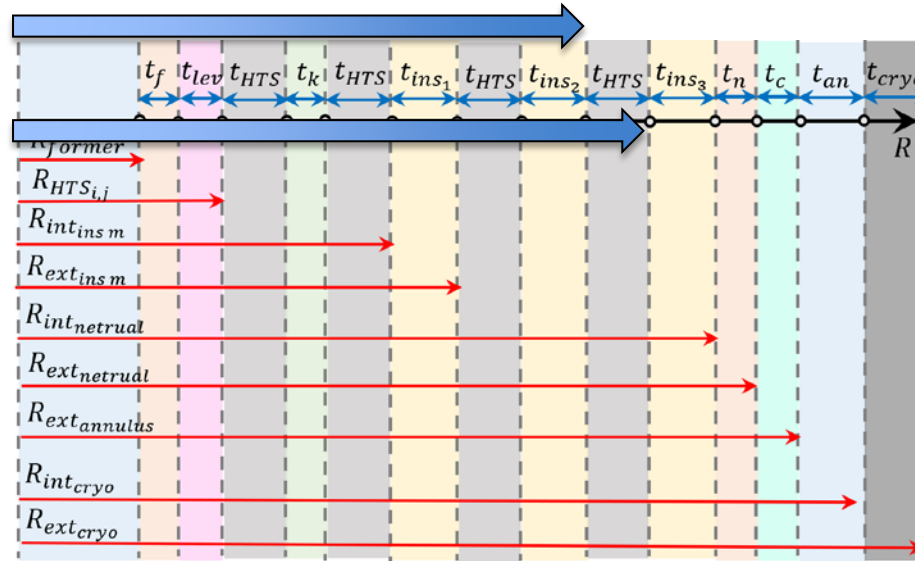 t_f t_lev t_HTS t_k t_HTS t_ins_1 t_HTS t_ins_2 t_HTS t_ins_3 t_n t_c t_an t_cryo
R
R_former
R_HTS_i,j
R_int_ins m
R_ext_ins m
R_int_netrual
R_ext_netrual
R_ext_annulus
R_int_cryo
R_ext_cryo